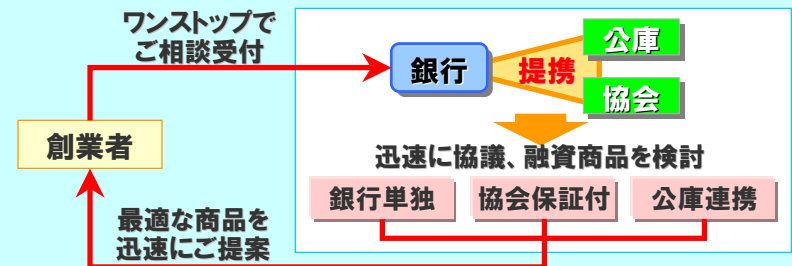 ワンストップで
ご相談受付
公庫
銀行
提携
協会
創業者
迅速に協議、融資商品を検討
銀行単独
協会保証付
公庫連携
最適な商品を
迅速にご提案